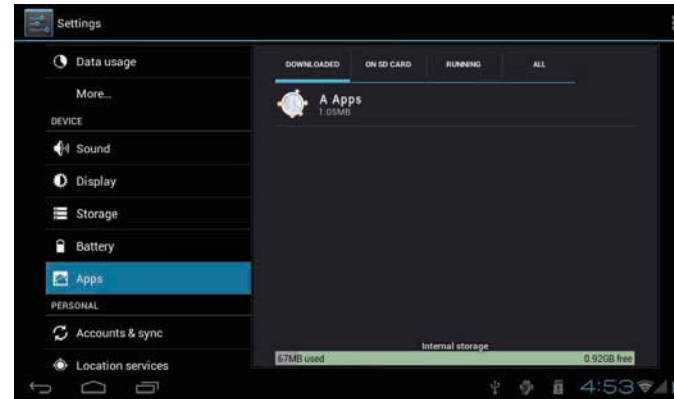 Settings
Data usage
More...
DEVICE
Sound
Display
Storage
Battery
Apps
PERSONAL
Accounts & sync
Location services
DOWNLOADED ON SD CARD RUNNING ALL
A Apps
1.05MB
Internal storage
67MB used 0.92GB free
4:53